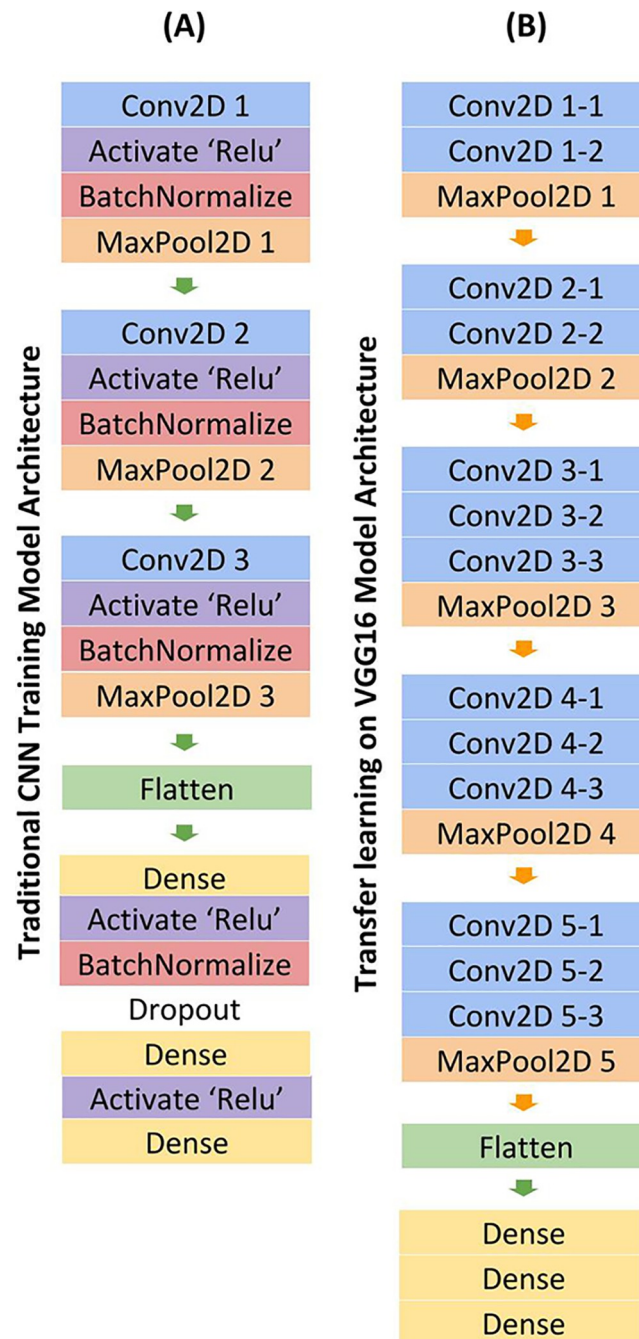 (A)
Traditional CNN Training Model Architecture
Conv2D 1
Activate ‘Relu’
BatchNormalize
MaxPool2D 1
Conv2D 2
Activate ‘Relu’
BatchNormalize
MaxPool2D 2
Conv2D 3
Activate ‘Relu’
BatchNormalize
MaxPool2D 3
Flatten
Dense
Activate ‘Relu’
BatchNormalize
Dropout
Dense
Activate ‘Relu’
Dense
(B)
Transfer learning on VGG16 Model Architecture
Conv2D 1-1
Conv2D 1-2
MaxPool2D 1
Conv2D 2-1
Conv2D 2-2
MaxPool2D 2
Conv2D 3-1
Conv2D 3-2
Conv2D 3-3
MaxPool2D 3
Conv2D 4-1
Conv2D 4-2
Conv2D 4-3
MaxPool2D 4
Conv2D 5-1
Conv2D 5-2
Conv2D 5-3
MaxPool2D 5
Flatten
Dense
Dense
Dense